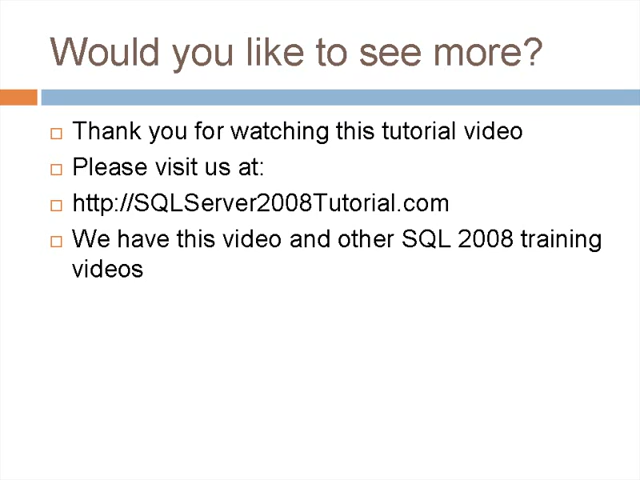 Would you like to see more?
Thank you for watching this tutorial video
Please visit us at:
http://SQLServer2008Tutorial.com
We have this video and other SQL 2008 training
videos